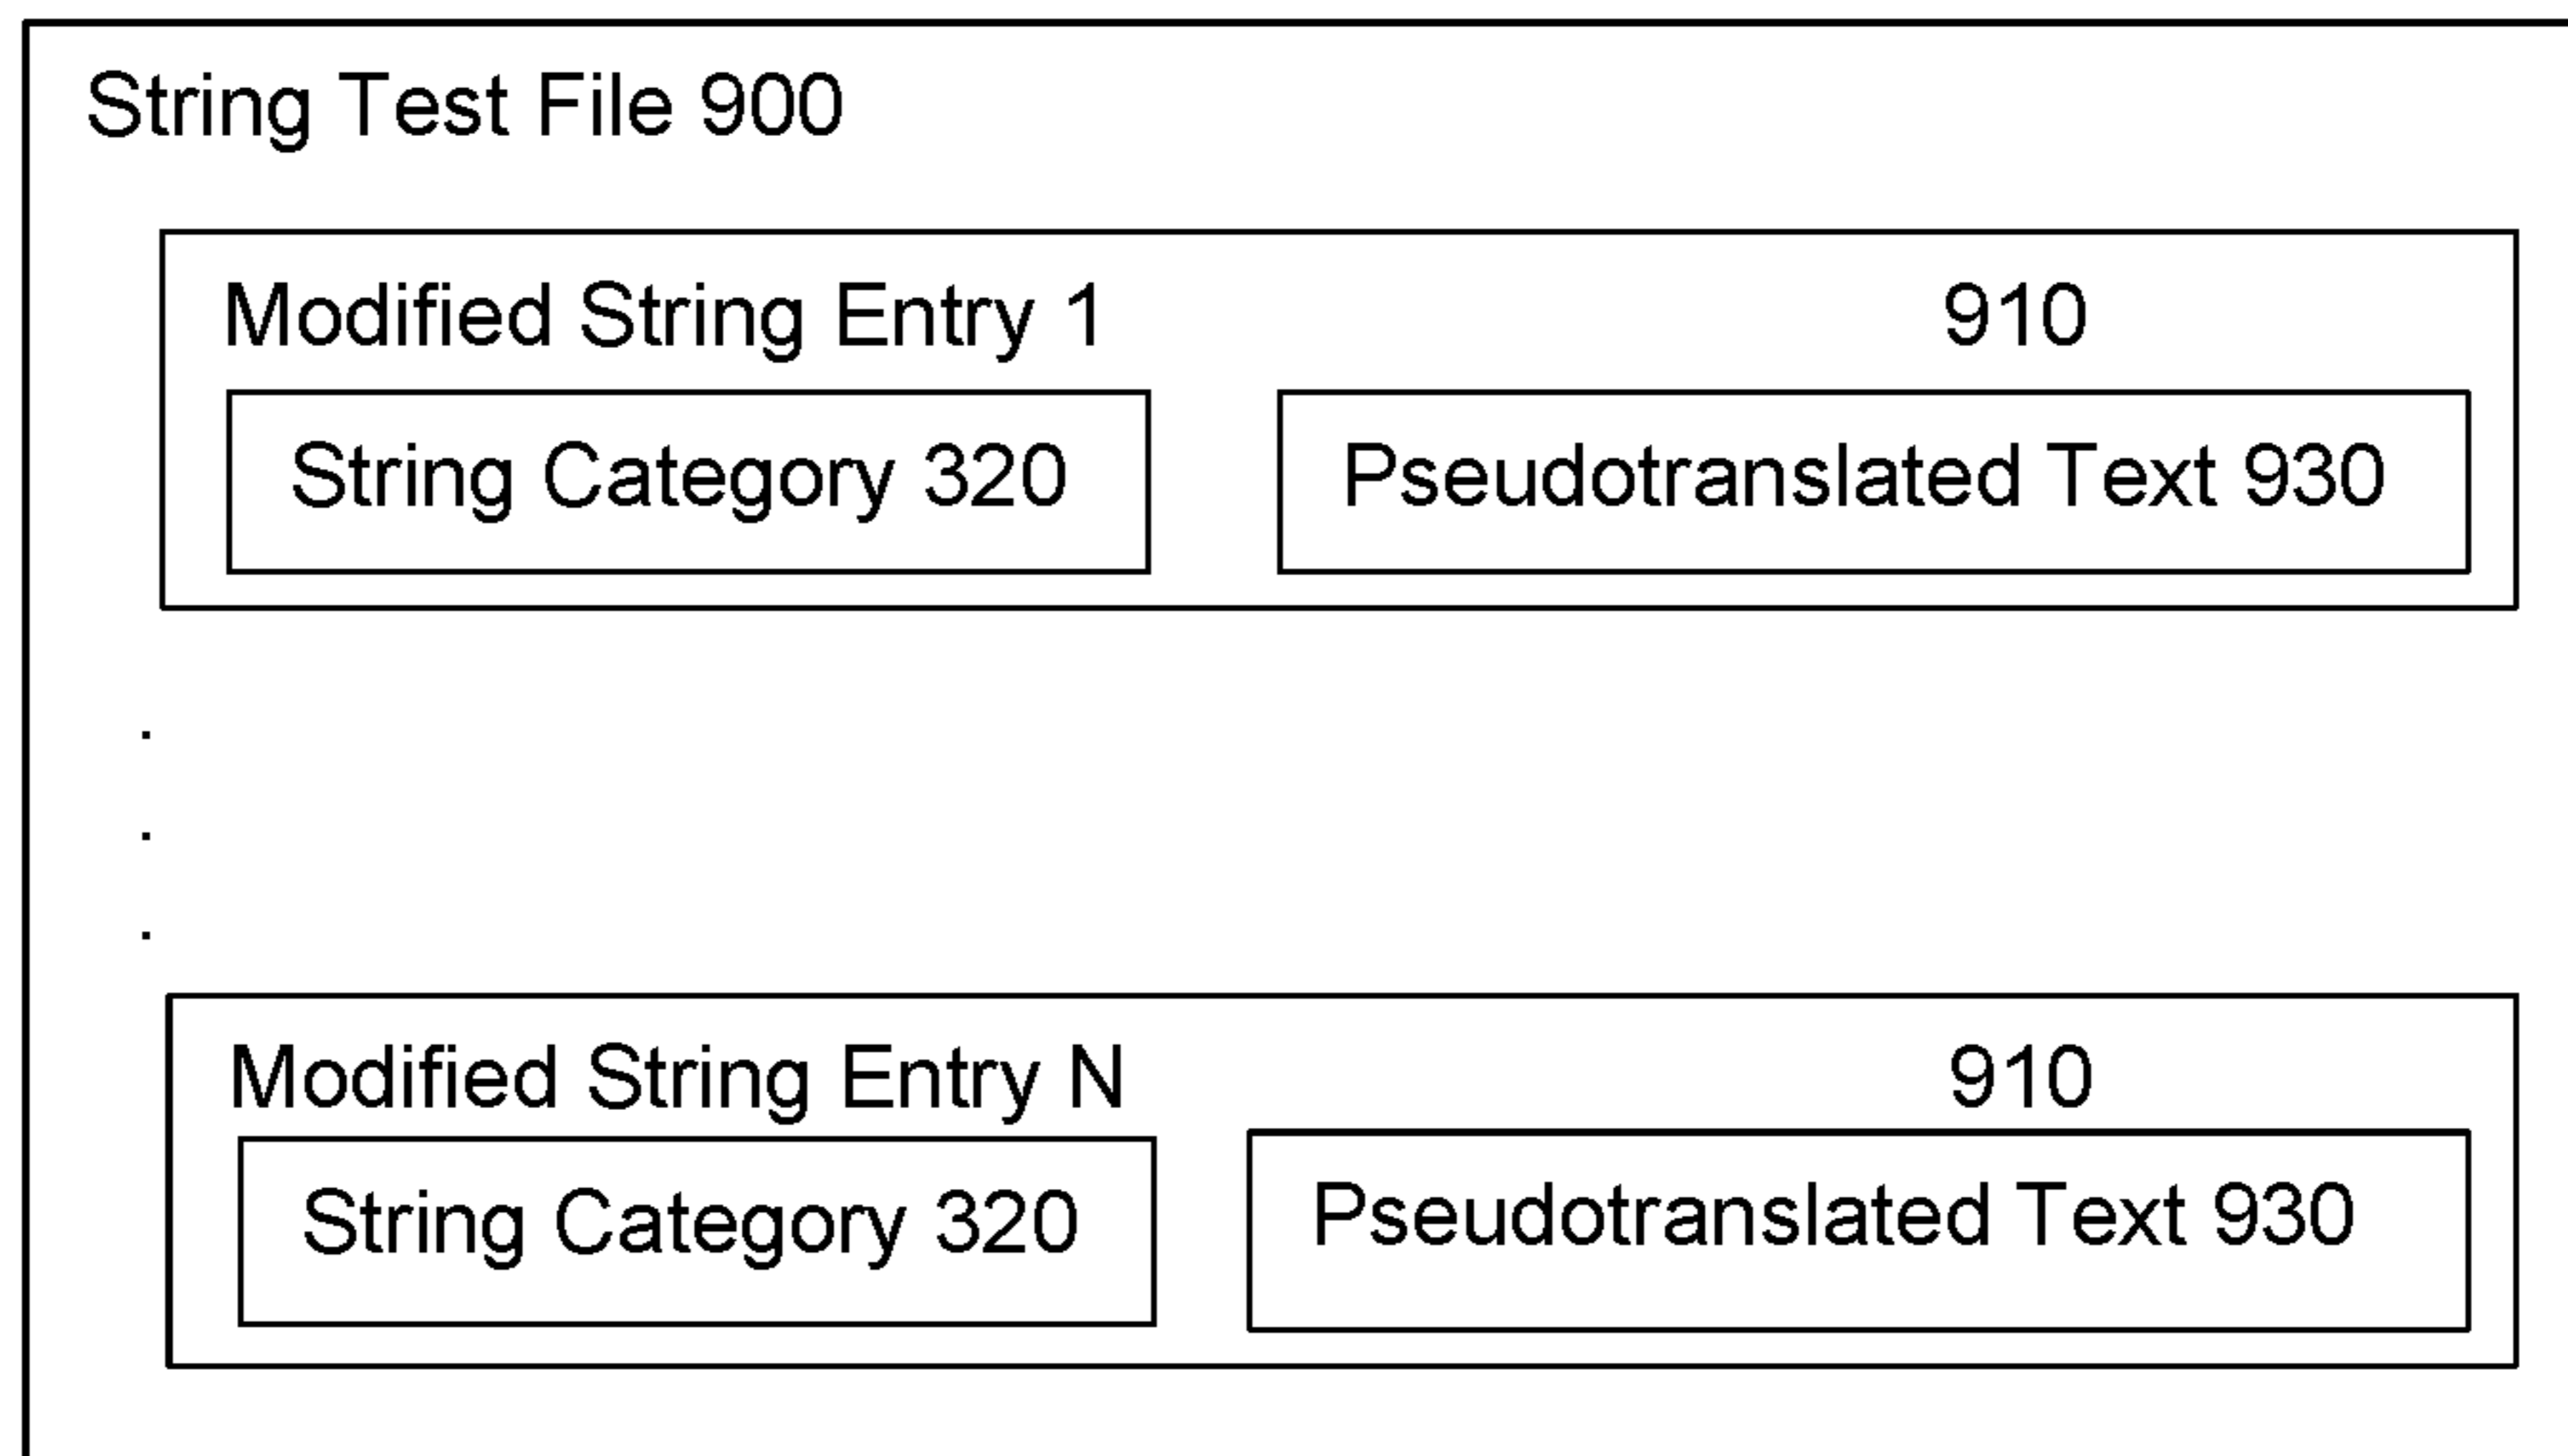 String Test File 900
Modified String Entry 1 910
String Category 320 Pseudotranslated Text 930
.
.
.
Modified String Entry N 910
String Category 320 Pseudotranslated Text 930